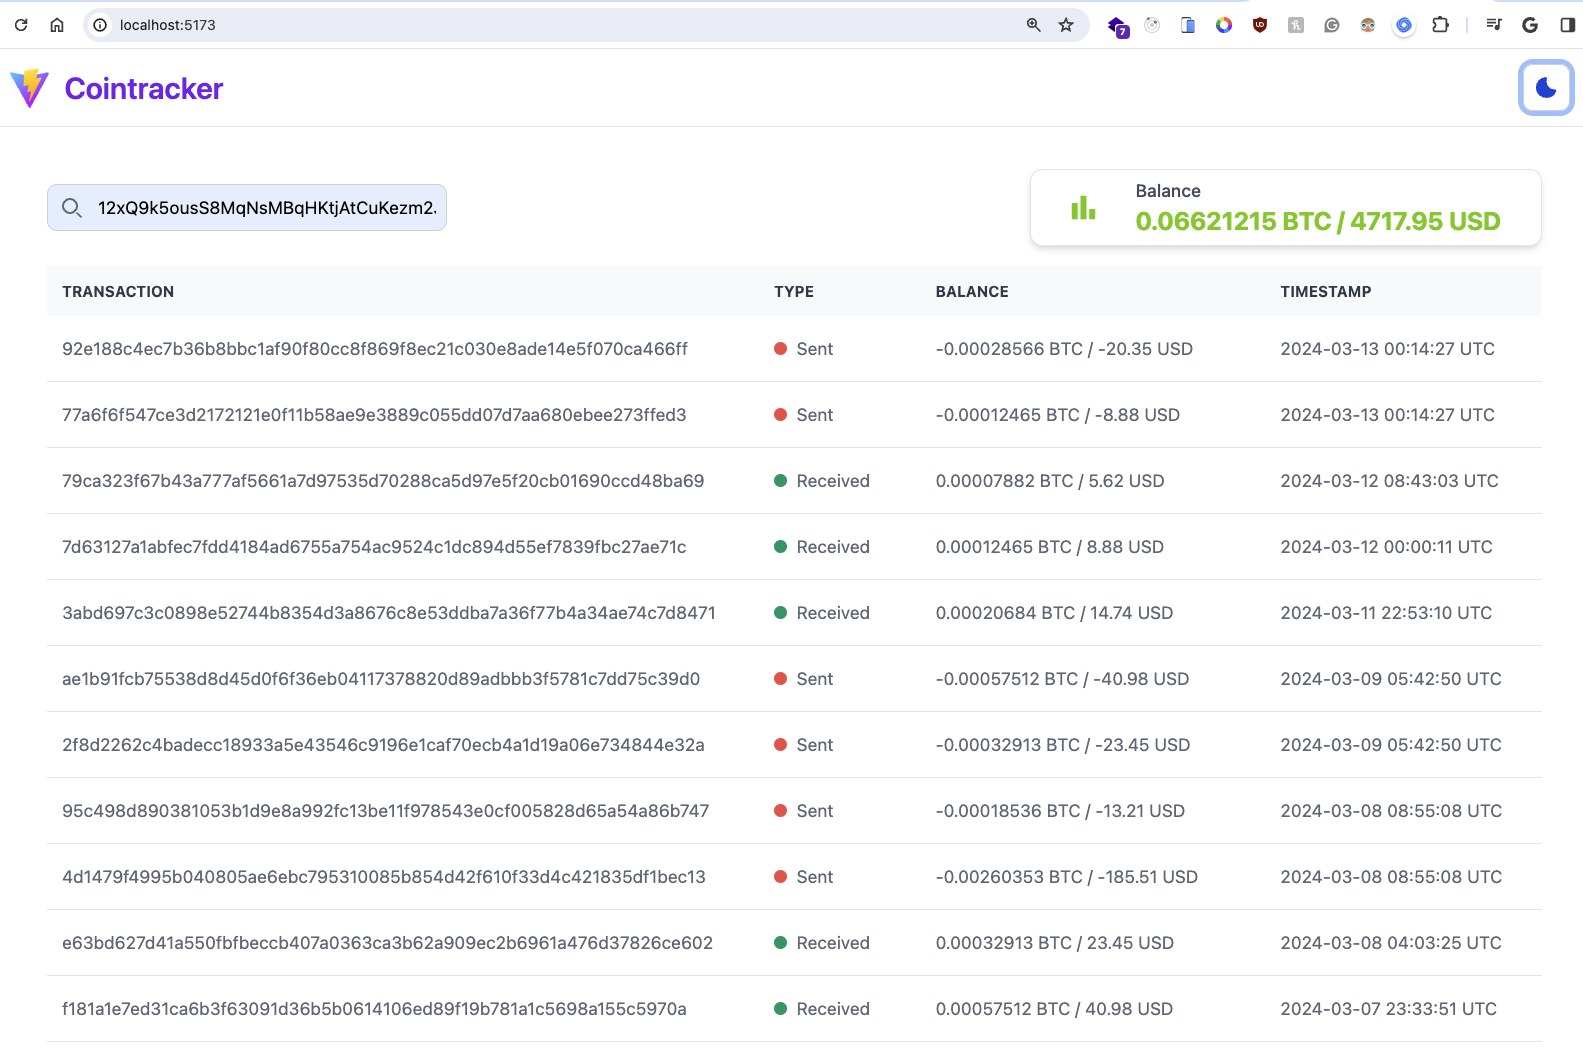 localhost:5173
7
Cointracker
12xQ9k5ousS8MqNsMBqHKtjAtCuKezm2
Balance
0.06621215 BTC / 4717.95 USD
TRANSACTION TYPE BALANCE TIMESTAMP
92e188c4ec7b36b8bbc1af90f80cc8f869f8ec21c030e8ade14e5f070ca466ff Sent -0.00028566 BTC / -20.35 USD 2024-03-13 00:14:27 UTC
77a6f6f547ce3d2172121e0f11b58ae9e3889c055dd07d7aa680ebee273ffed3 Sent -0.00012465 BTC / -8.88 USD 2024-03-13 00:14:27 UTC
79ca323f67b43a777af5661a7d97535d70288ca5d97e5f20cb01690ccd48ba69 Received 0.00007882 BTC / 5.62 USD 2024-03-12 08:43:03 UTC
7d63127a1abfec7fdd4184ad6755a754ac9524c1dc894d55ef7839fbc27ae71c Received 0.00012465 BTC / 8.88 USD 2024-03-12 00:00:11 UTC
3abd697c3c0898e52744b8354d3a8676c8e53ddba7a36f77b4a34ae74c7d8471 Received 0.00020684 BTC / 14.74 USD 2024-03-11 22:53:10 UTC
ae1b91fcb75538d8d45d0f6f36eb04117378820d89adbbb3f5781c7dd75c39d0 Sent -0.00057512 BTC / -40.98 USD 2024-03-09 05:42:50 UTC
2f8d2262c4badecc18933a5e43546c9196e1caf70ecb4a1d19a06e734844e32a Sent -0.00032913 BTC / -23.45 USD 2024-03-09 05:42:50 UTC
95c498d890381053b1d9e8a992fc13be11f978543e0cf005828d65a54a86b747 Sent -0.00018536 BTC / -13.21 USD 2024-03-08 08:55:08 UTC
4d1479f4995b040805ae6ebc795310085b854d42f610f33d4c421835df1bec13 Sent -0.00260353 BTC / -185.51 USD 2024-03-08 08:55:08 UTC
e63bd627d41a550fbfbeccb407a0363ca3b62a909ec2b6961a476d37826ce602 Received 0.00032913 BTC / 23.45 USD 2024-03-08 04:03:25 UTC
f181a1e7ed31ca6b3f63091d36b5b0614106ed89f19b781a1c5698a155c5970a Received 0.00057512 BTC / 40.98 USD 2024-03-07 23:33:51 UTC